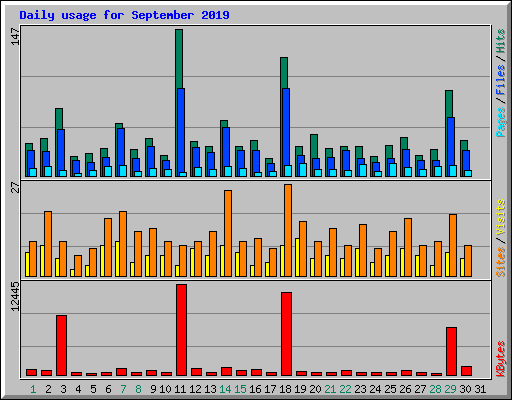 Daily usage for September 2019
147
Pages / Files / Hits
27
Sites / Visits
12445
KBytes
1 2 3 4 5 6 7 8 9 10 11 12 13 14 15 16 17 18 19 20 21 22 23 24 25 26 27 28 29 30 31